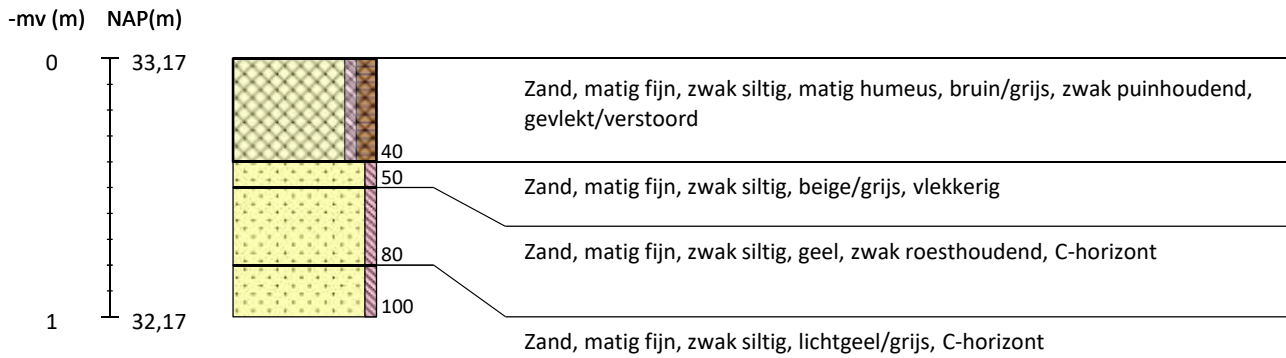 -mv (m) NAP(m)
0 33,17
Zand, matig fijn, zwak siltig, matig humeus, bruin/grijs, zwak puinhoudend,
gevlekt/verstoord
40
50
Zand, matig fijn, zwak siltig, beige/grijs, vlekkerig
80
Zand, matig fijn, zwak siltig, geel, zwak roesthoudend, C-horizont
100
1 32,17
Zand, matig fijn, zwak siltig, lichtgeel/grijs, C-horizont